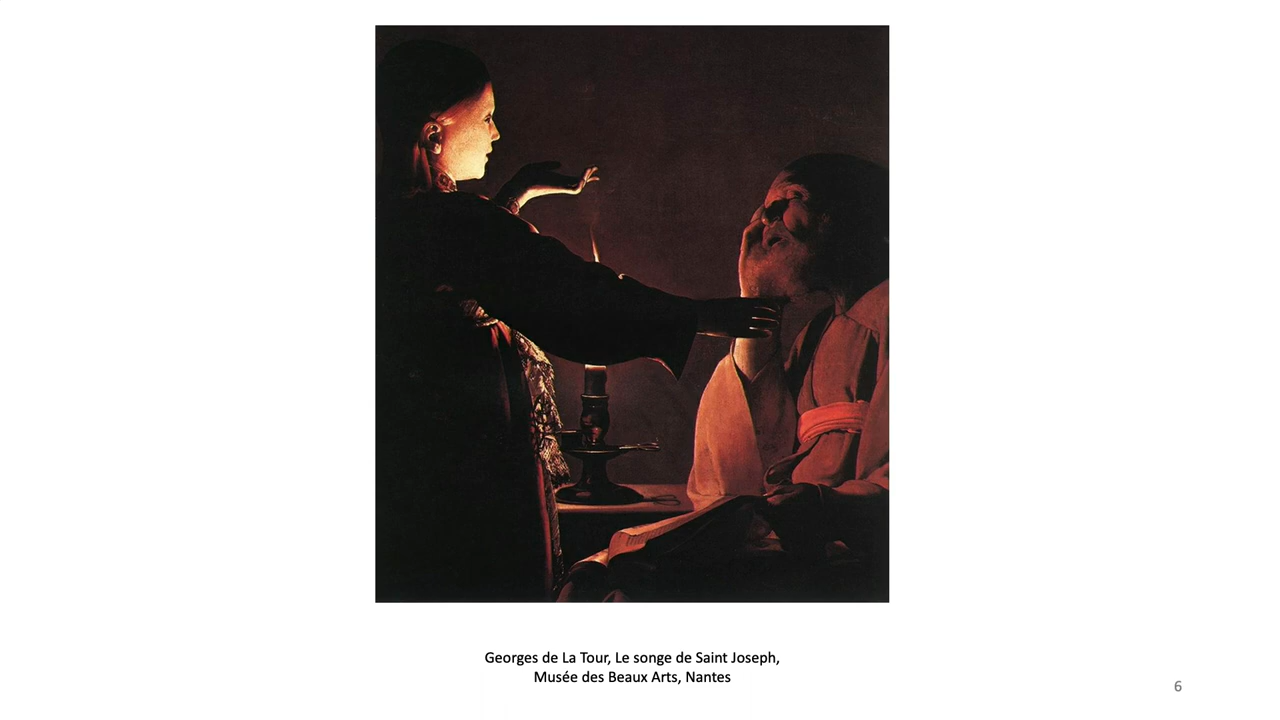 Georges de La Tour, Le songe de Saint Joseph,
Musée des Beaux Arts, Nantes
6